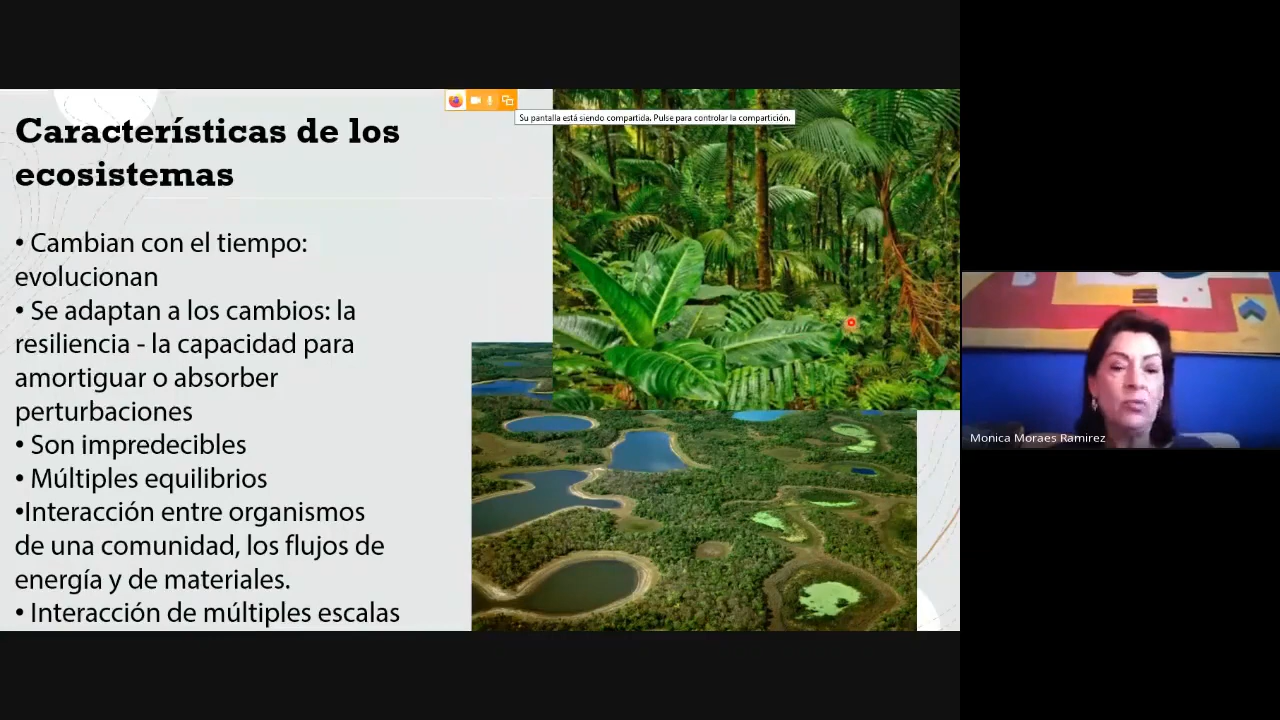 Su pantalla está siendo compartida. Pulse para controlar la compartición.
Características de los
ecosistemas
• Cambian con el tiempo:
evolucionan
• Se adaptan a los cambios: la
resiliencia - la capacidad para
amortiguar o absorber
perturbaciones
• Son impredecibles
• Múltiples equilibrios
•Interacción entre organismos
de una comunidad, los flujos de
energía y de materiales.
• Interacción de múltiples escalas
Monica Moraes Ramirez